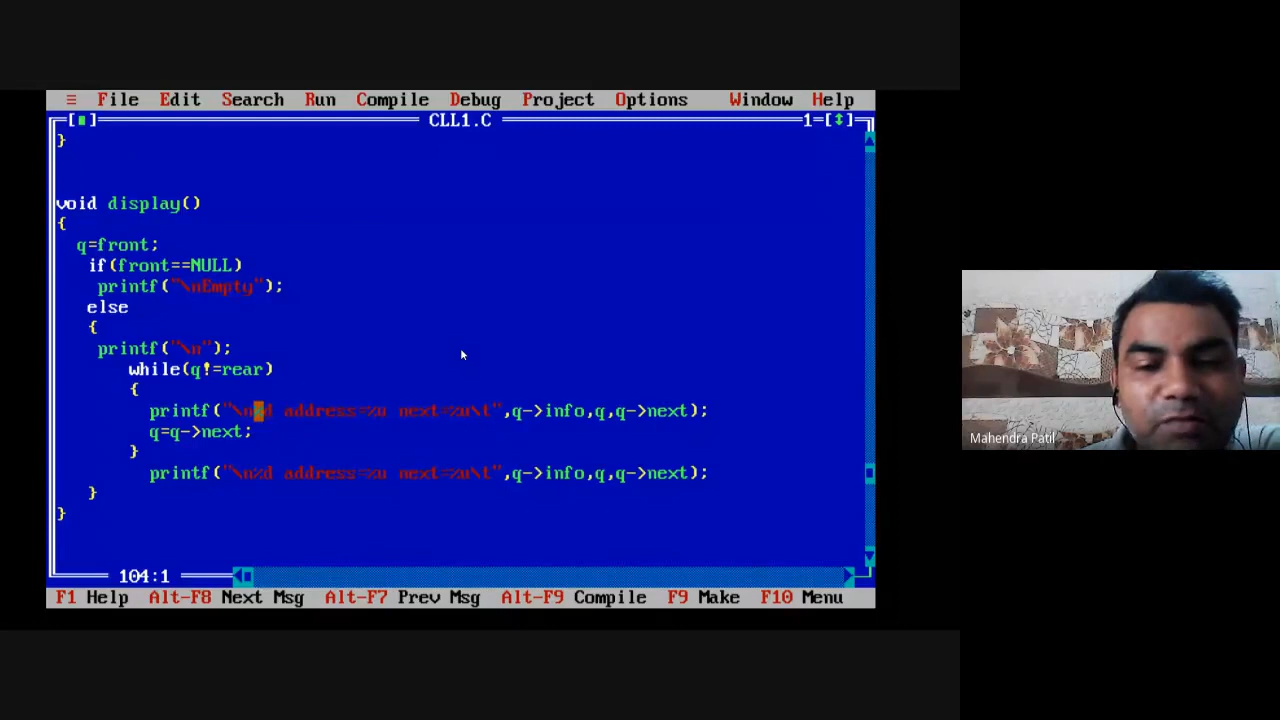 ≡ File Edit Search Run Compile Debug Project Options Window Help
[■] CLL1.C 1=[↕]
}
void display()
{
q=front;
if(front==NULL)
printf("\nEmpty");
else
{
printf("\n");
while(q!=rear)
{
printf("\n%d address=%u next=%u\t",q->info,q,q->next);
q=q->next;
}
printf("\n%d address=%u next=%u\t",q->info,q,q->next);
}
}
104:1
F1 Help Alt-F8 Next Msg Alt-F7 Prev Msg Alt-F9 Compile F9 Make F10 Menu
Mahendra Patil